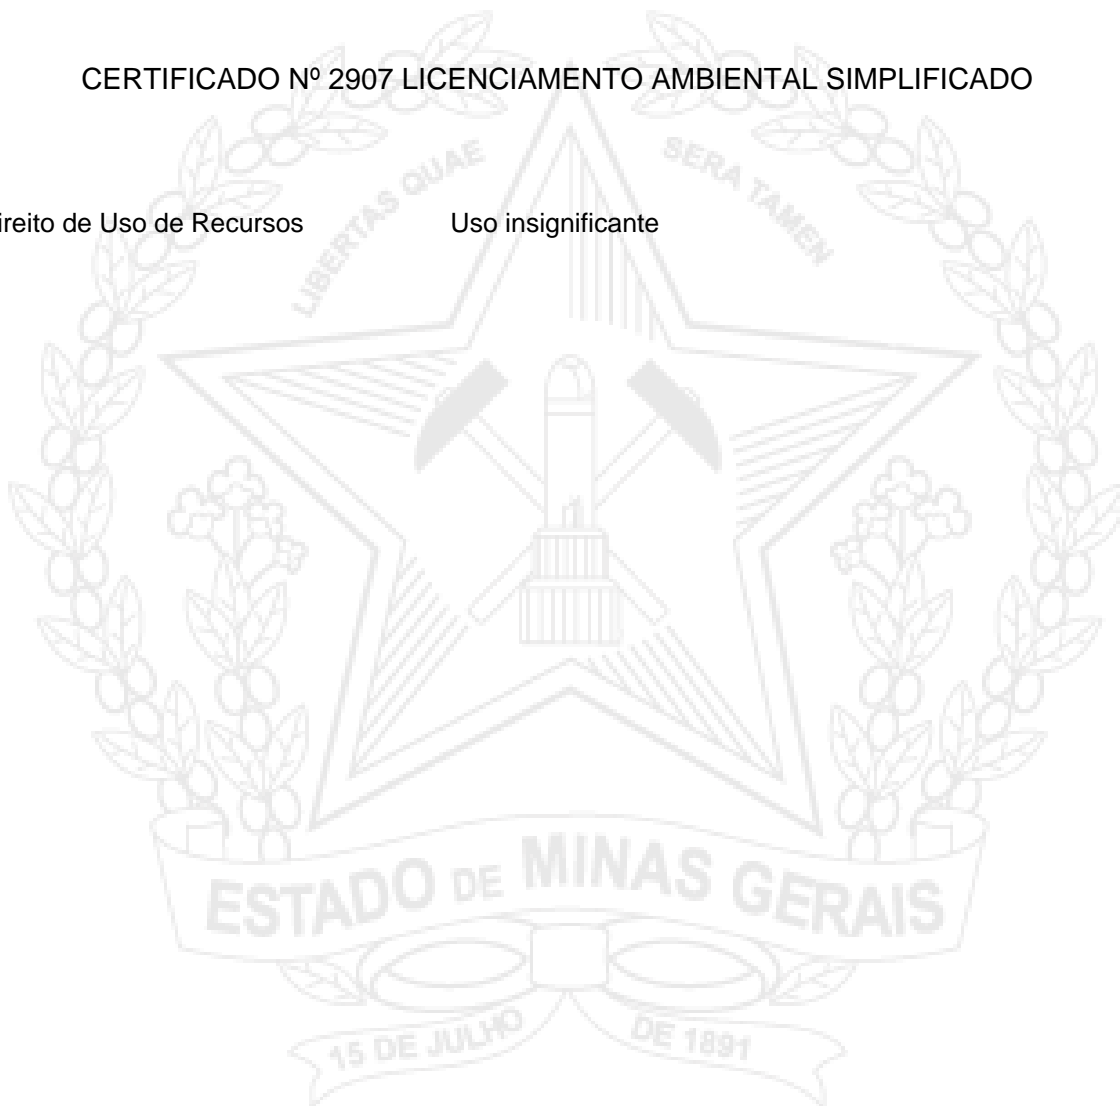 CERTIFICADO Nº 2907 LICENCIAMENTO AMBIENTAL SIMPLIFICADO
LIBERTAS QUAE SERA TAMEN
ireito de Uso de Recursos Uso insignificante
ESTADO DE MINAS GERAIS
15 DE JULHO DE 1891